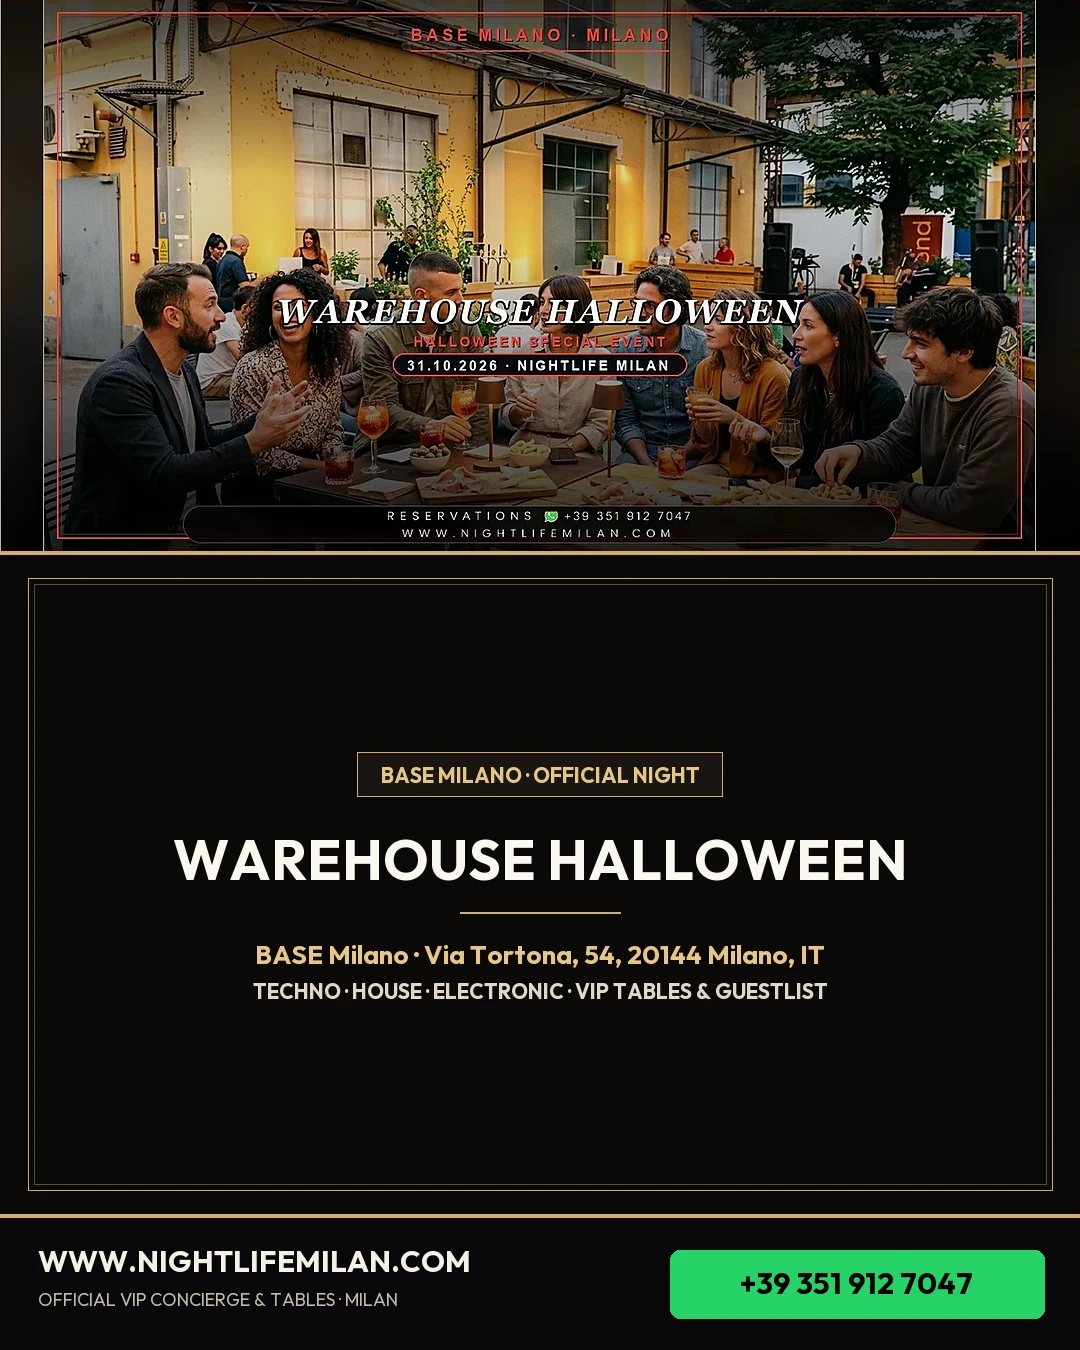 BASE MILANO · MILANO
WAREHOUSE HALLOWEEN
HALLOWEEN SPECIAL EVENT
31.10.2026 · NIGHTLIFE MILAN
RESERVATIONS +39 351 912 7047
WWW.NIGHTLIFEMILAN.COM
BASE MILANO · OFFICIAL NIGHT
WAREHOUSE HALLOWEEN
BASE Milano · Via Tortona, 54, 20144 Milano, IT
TECHNO · HOUSE · ELECTRONIC · VIP TABLES & GUESTLIST
WWW.NIGHTLIFEMILAN.COM
OFFICIAL VIP CONCIERGE & TABLES · MILAN
+39 351 912 7047